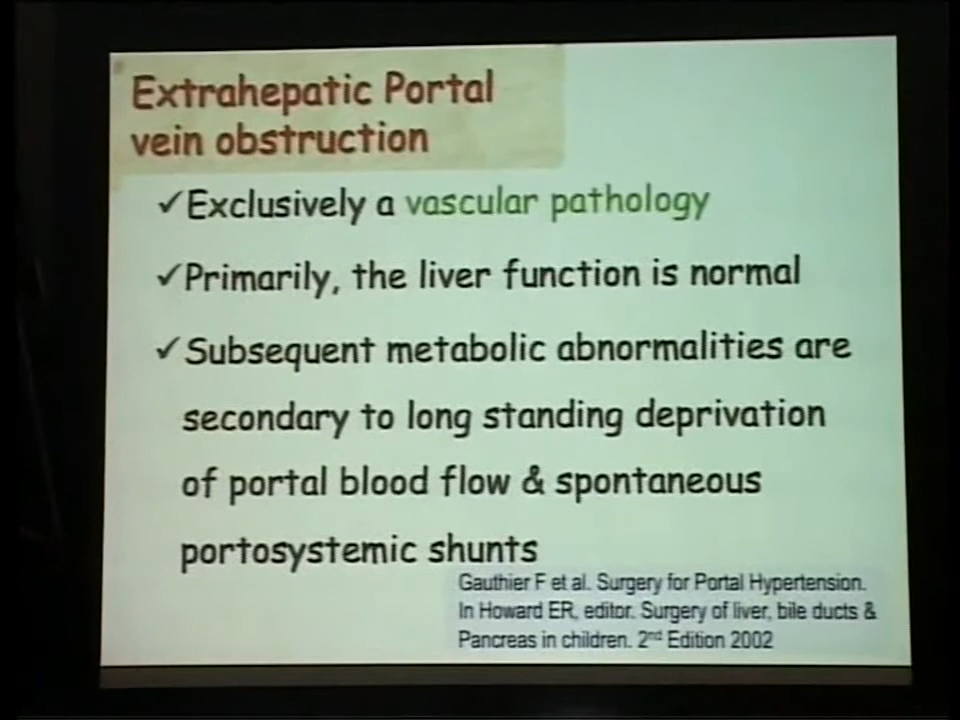 Extrahepatic Portal
vein obstruction
✓Exclusively a vascular pathology
✓Primarily, the liver function is normal
✓Subsequent metabolic abnormalities are
secondary to long standing deprivation
of portal blood flow & spontaneous
portosystemic shunts
Gauthier F et al. Surgery for Portal Hypertension.
In Howard ER, editor. Surgery of liver, bile ducts &
Pancreas in children. 2nd Edition 2002